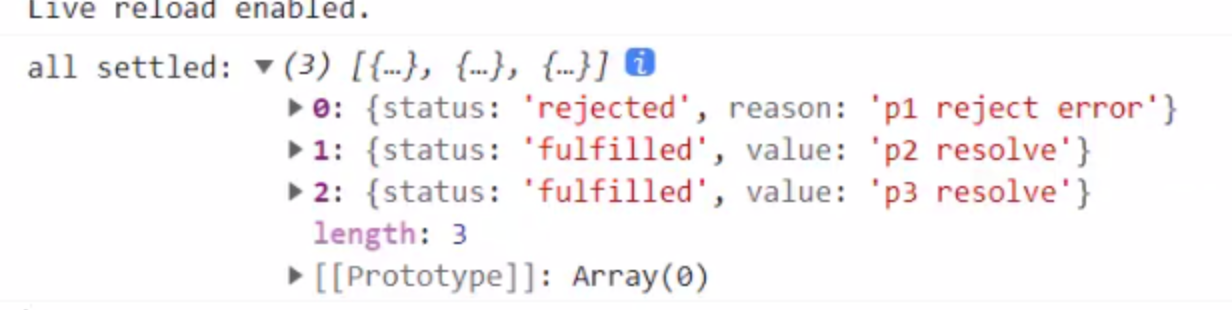 Live reload enabled.
all settled: ▼(3) [{…}, {…}, {…}] i
▶0: {status: 'rejected', reason: 'p1 reject error'}
▶1: {status: 'fulfilled', value: 'p2 resolve'}
▶2: {status: 'fulfilled', value: 'p3 resolve'}
length: 3
▶[[Prototype]]: Array(0)